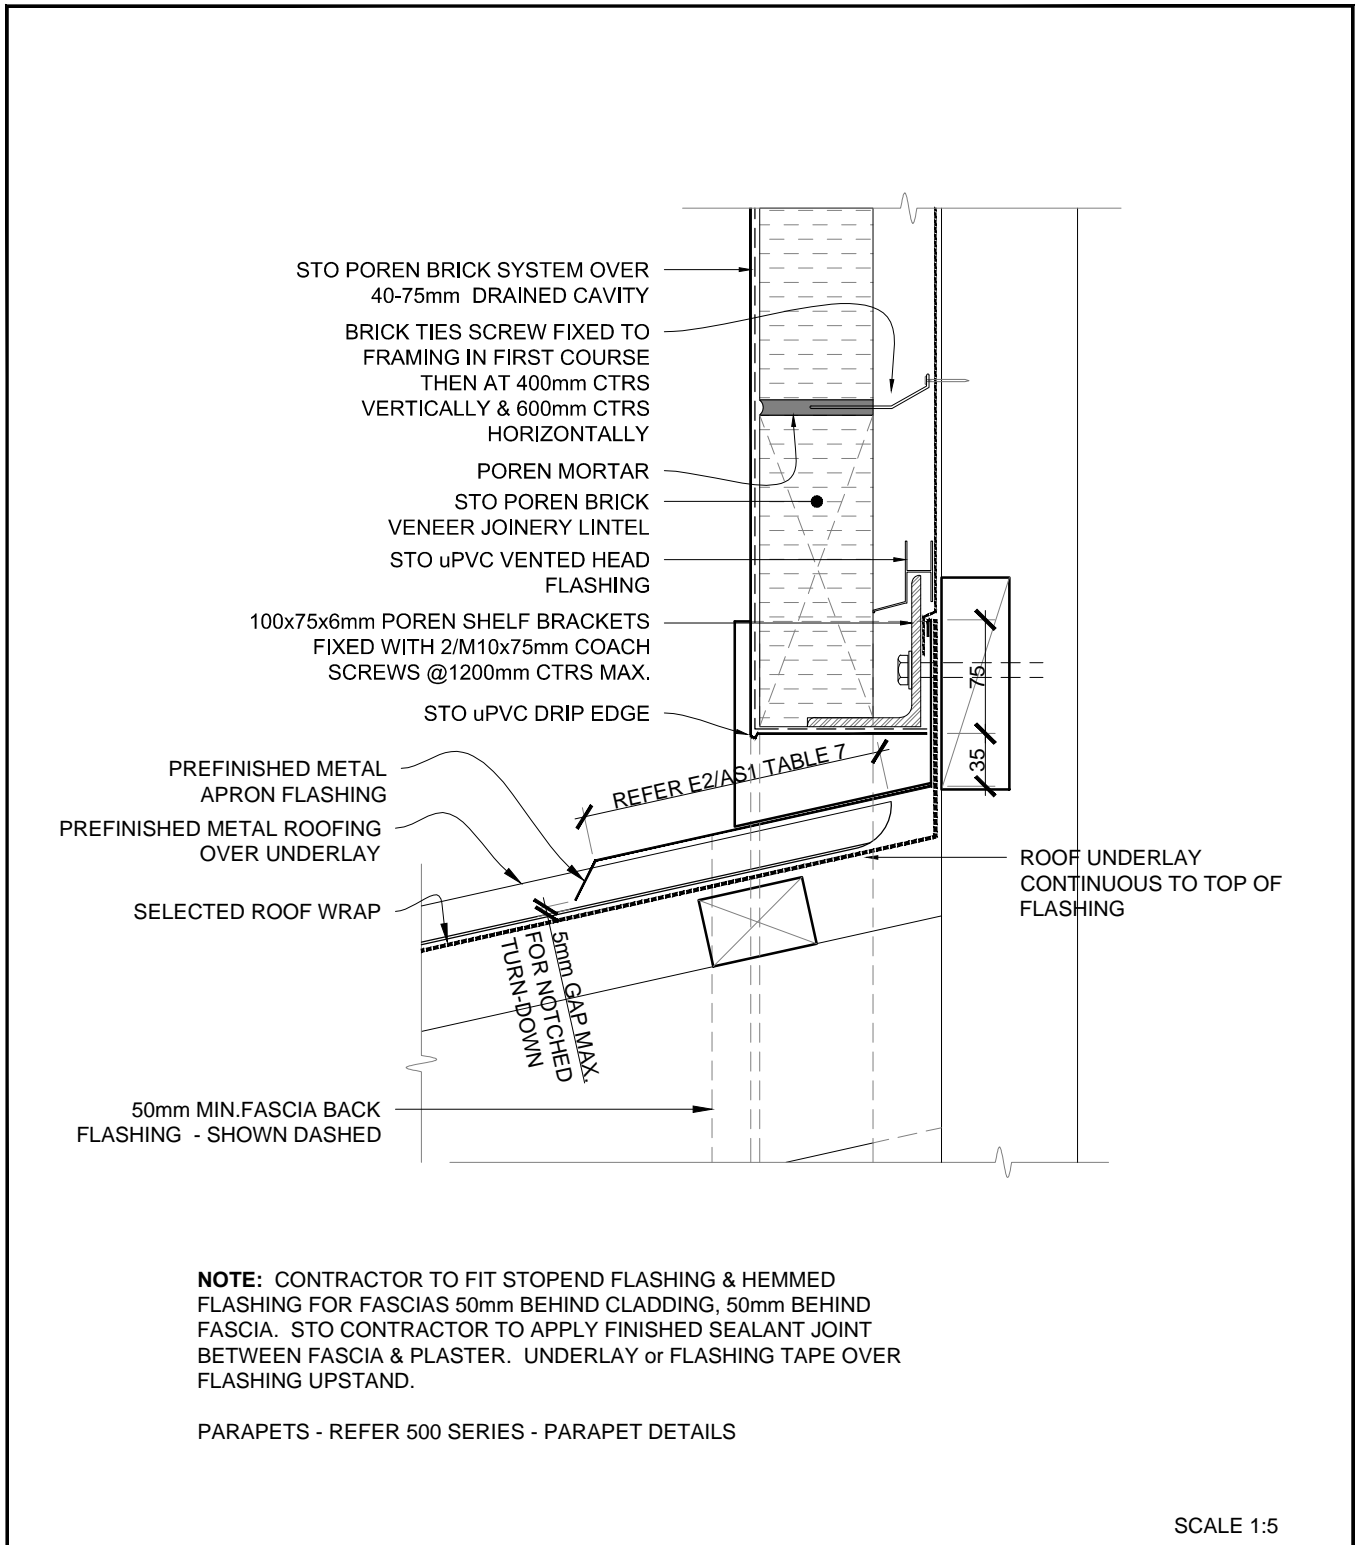 STO POREN BRICK SYSTEM OVER
40-75mm  DRAINED CAVITY
BRICK TIES SCREW FIXED TO
FRAMING IN FIRST COURSE
THEN AT 400mm CTRS
VERTICALLY & 600mm CTRS
HORIZONTALLY
POREN MORTAR
STO POREN BRICK
VENEER JOINERY LINTEL
STO uPVC VENTED HEAD
FLASHING
100x75x6mm POREN SHELF BRACKETS
FIXED WITH 2/M10x75mm COACH
SCREWS @1200mm CTRS MAX.
STO uPVC DRIP EDGE
PREFINISHED METAL
APRON FLASHING
PREFINISHED METAL ROOFING
OVER UNDERLAY
SELECTED ROOF WRAP
50mm MIN.FASCIA BACK
FLASHING  - SHOWN DASHED
REFER E2/AS1 TABLE 7
75
35
5mm GAP MAX.
FOR NOTCHED
TURN-DOWN
ROOF UNDERLAY
CONTINUOUS TO TOP OF
FLASHING
NOTE:  CONTRACTOR TO FIT STOPEND FLASHING & HEMMED
FLASHING FOR FASCIAS 50mm BEHIND CLADDING, 50mm BEHIND
FASCIA.  STO CONTRACTOR TO APPLY FINISHED SEALANT JOINT
BETWEEN FASCIA & PLASTER.  UNDERLAY or FLASHING TAPE OVER
FLASHING UPSTAND.
PARAPETS - REFER 500 SERIES - PARAPET DETAILS
SCALE 1:5